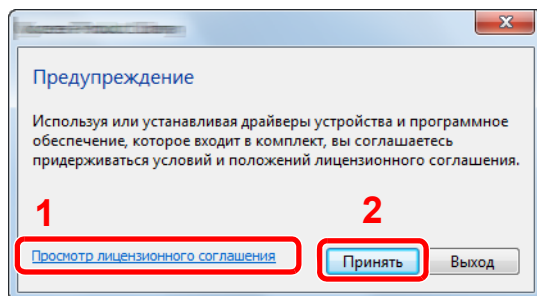 Предупреждение
Используя или устанавливая драйверы устройства и программное
обеспечение, которое входит в комплект, вы соглашаетесь
придерживаться условий и положений лицензионного соглашения.
1
2
Просмотр лицензионного соглашения
Принять
Выход